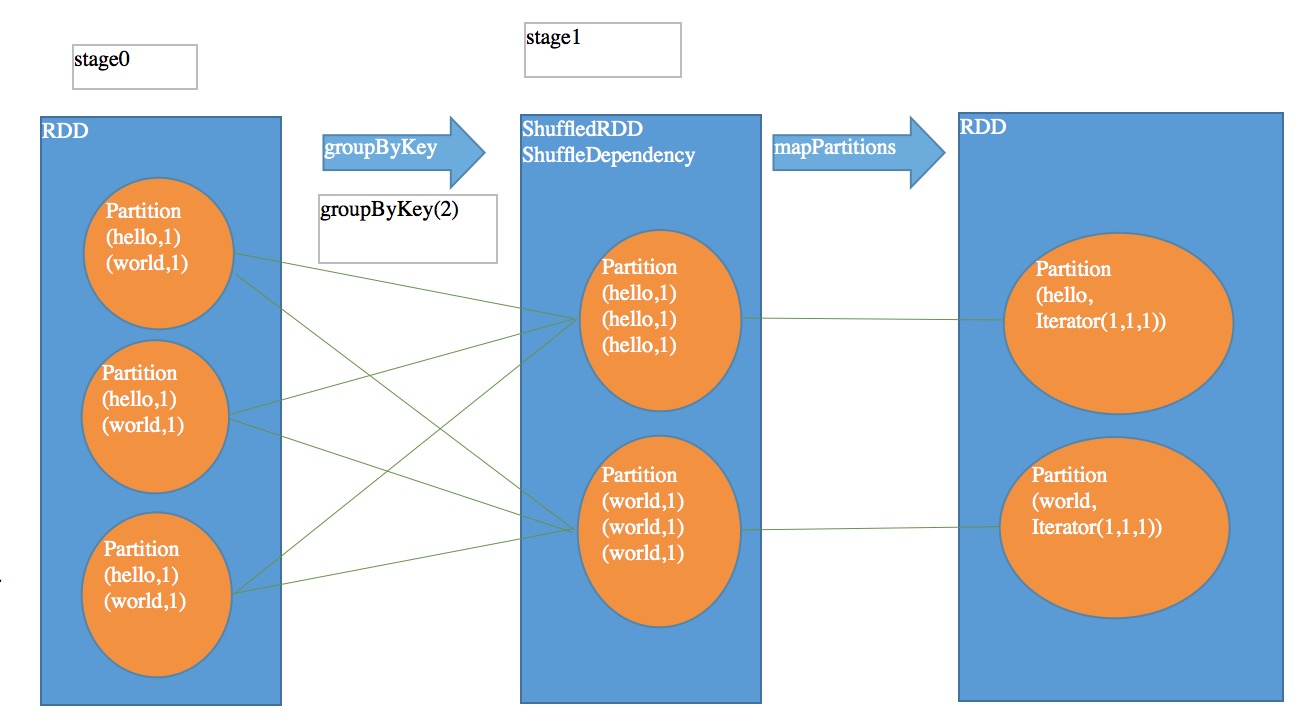 stage0
stage1
RDD
Partition
(hello,1)
(world,1)
Partition
(hello,1)
(world,1)
Partition
(hello,1)
(world,1)
groupByKey
groupByKey(2)
ShuffledRDD
ShuffleDependency
Partition
(hello,1)
(hello,1)
(hello,1)
Partition
(world,1)
(world,1)
(world,1)
mapPartitions
RDD
Partition
(hello,
Iterator(1,1,1))
Partition
(world,
Iterator(1,1,1))